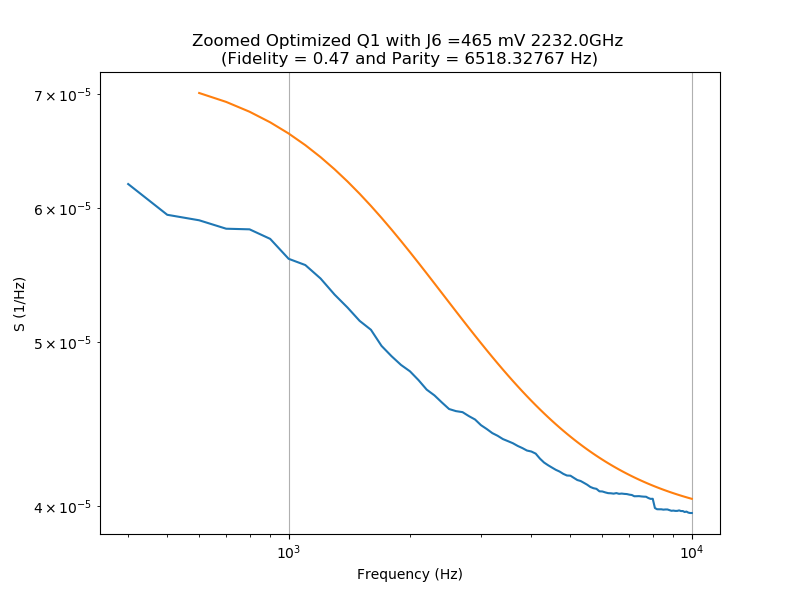 Zoomed Optimized Q1 with J6 =465 mV 2232.0GHz
(Fidelity = 0.47 and Parity = 6518.32767 Hz)
7 × 10⁻⁵
6 × 10⁻⁵
5 × 10⁻⁵
4 × 10⁻⁵
S (1/Hz)
10³
10⁴
Frequency (Hz)